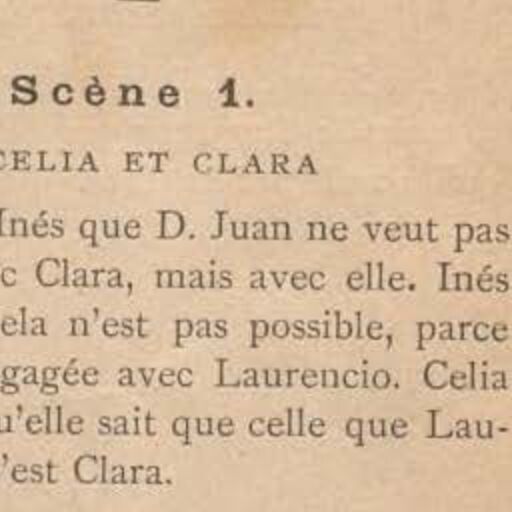 Scène 1.
CELIA ET CLARA
Inés que D. Juan ne veut pas
c Clara, mais avec elle. Inés
ela n'est pas possible, parce
gagée avec Laurencio. Celia
u'elle sait que celle que Lau-
'est Clara.